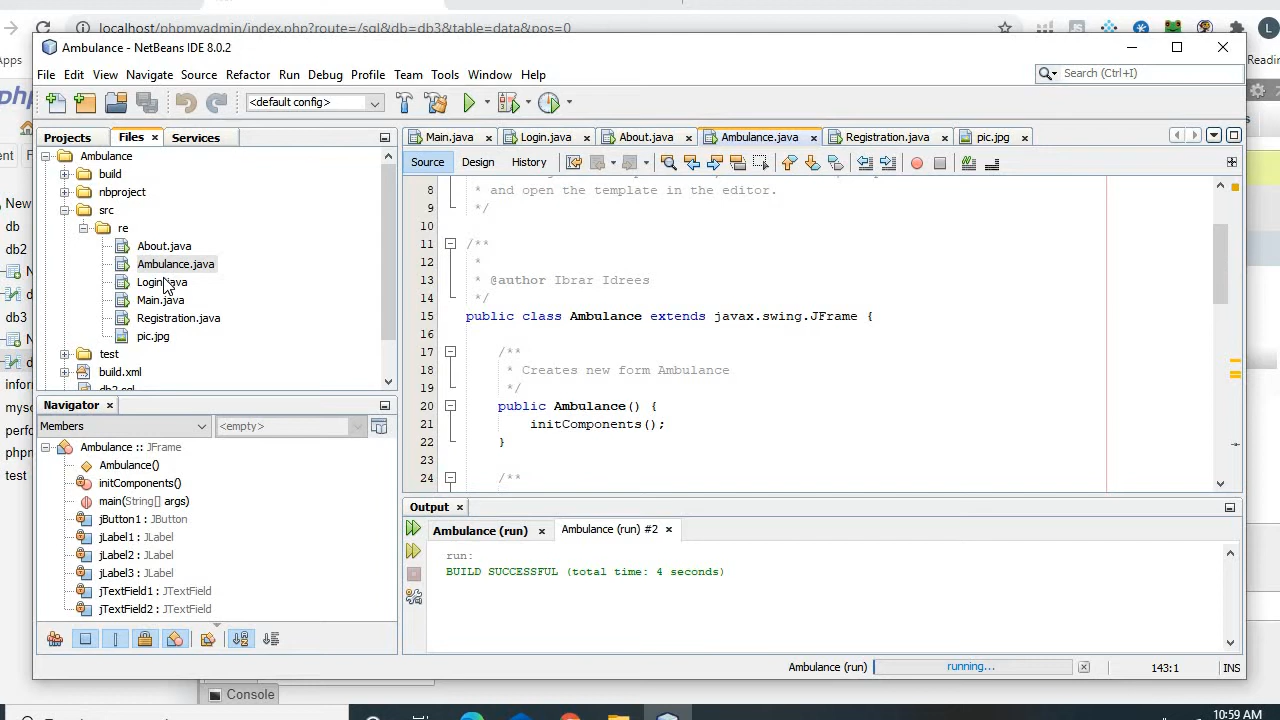 localhost/phpmyadmin/index.php?route=/sql&db=db3&table=data&pos=0
L
Apps
Readin
Ambulance - NetBeans IDE 8.0.2
File Edit View Navigate Source Refactor Run Debug Profile Team Tools Window Help
Search (Ctrl+I)
<default config>
Projects Files Services
Main.java Login.java About.java Ambulance.java Registration.java pic.jpg
Source Design History
Ambulance
build
nbproject
src
re
About.java
Ambulance.java
Login.java
Main.java
Registration.java
pic.jpg
test
build.xml
db2.sql
New
db
db2
N
d
db3
N
d
infor
myse
perfo
phpm
test
8 * and open the template in the editor.
9 */
10
11 /**
12 *
13 * @author Ibrar Idrees
14 */
15 public class Ambulance extends javax.swing.JFrame {
16
17 /**
18 * Creates new form Ambulance
19 */
20 public Ambulance() {
21 initComponents();
22 }
23
24 /**
Navigator
Members <empty>
Ambulance :: JFrame
Ambulance()
initComponents()
main(String[] args)
jButton1 : JButton
jLabel1 : JLabel
jLabel2 : JLabel
jLabel3 : JLabel
jTextField1 : JTextField
jTextField2 : JTextField
Output
Ambulance (run) Ambulance (run) #2
run:
BUILD SUCCESSFUL (total time: 4 seconds)
Ambulance (run) running... 143:1 INS
Console
10:59 AM